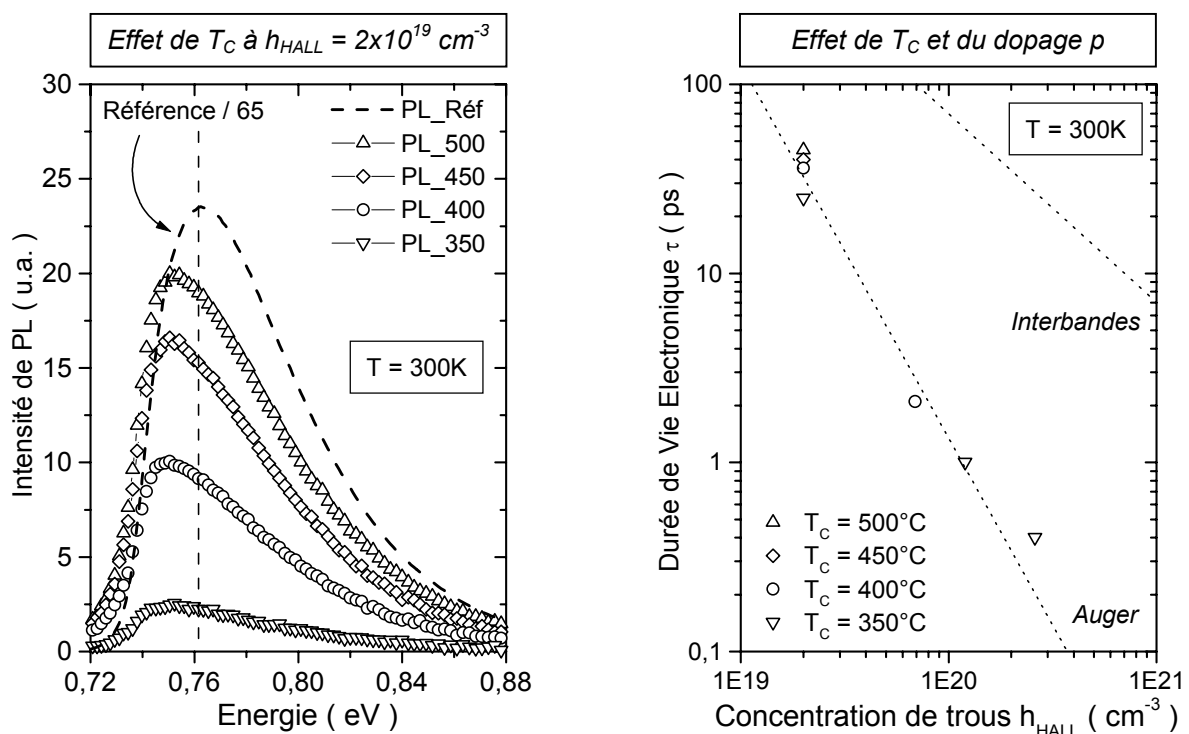 Effet de T_C à h_HALL = 2x10^19 cm^-3
Référence / 65
PL_Réf
PL_500
PL_450
PL_400
PL_350
T = 300K
30
25
20
15
10
5
0
Intensité de PL ( u.a. )
0,72
0,76
0,80
0,84
0,88
Energie ( eV )
Effet de T_C et du dopage p
T = 300K
100
10
1
0,1
Durée de Vie Electronique τ ( ps )
Interbandes
Auger
T_C = 500°C
T_C = 450°C
T_C = 400°C
T_C = 350°C
1E19
1E20
1E21
Concentration de trous h_HALL ( cm^-3 )